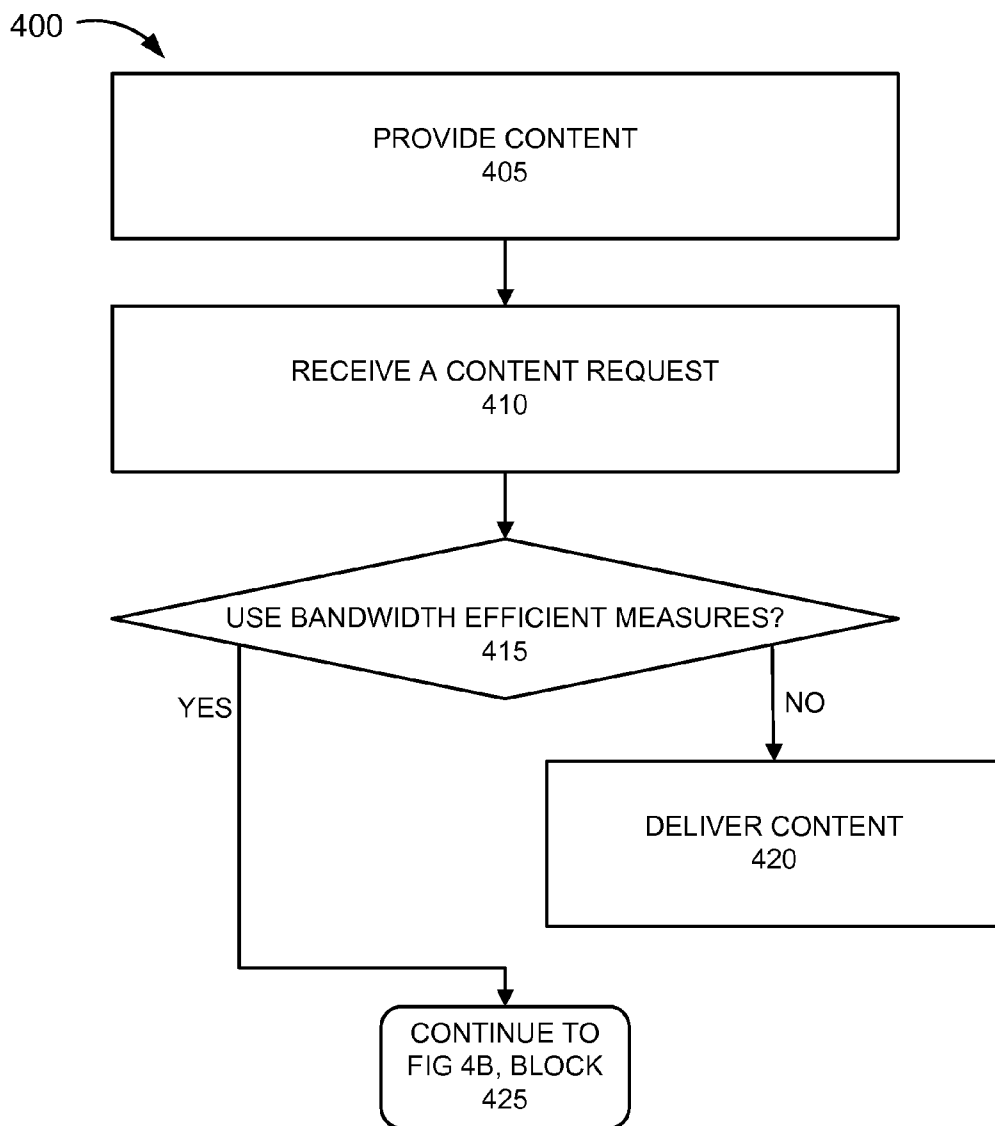 400
PROVIDE CONTENT
405
RECEIVE A CONTENT REQUEST
410
USE BANDWIDTH EFFICIENT MEASURES?
415
YES
NO
DELIVER CONTENT
420
CONTINUE TO
FIG 4B, BLOCK
425